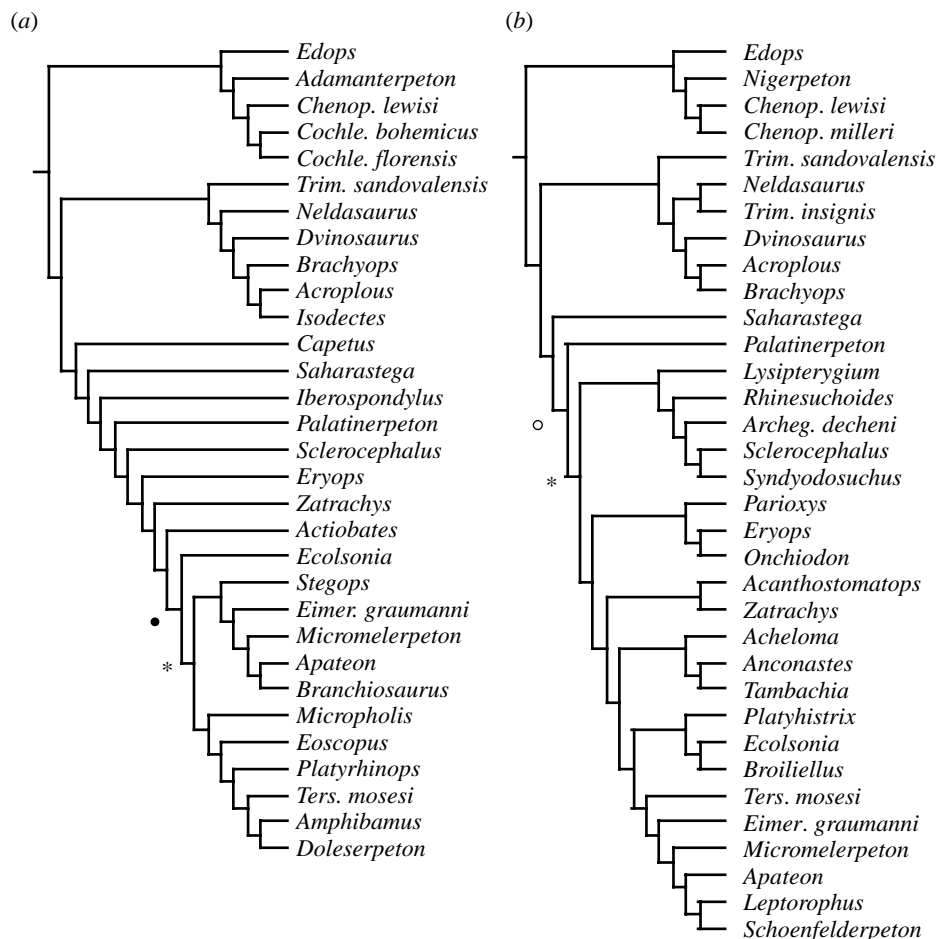 (a)
Edops
Adamanterpeton
Chenop. lewisi
Cochle. bohemicus
Cochle. florensis
Trim. sandovalensis
Neldasaurus
Dvinosaurus
Brachyops
Acroplous
Isodectes
Capetus
Saharastega
Iberospondylus
Palatinerpeton
Sclerocephalus
Eryops
Zatrachys
Actiobates
Ecolsonia
Stegops
Eimer. graumanni
Micromelerpeton
Apateon
Branchiosaurus
Micropholis
Eoscopus
Platyrhinops
Ters. mosesi
Amphibamus
Doleserpeton
*
(b)
Edops
Nigerpeton
Chenop. lewisi
Chenop. milleri
Trim. sandovalensis
Neldasaurus
Trim. insignis
Dvinosaurus
Acroplous
Brachyops
Saharastega
Palatinerpeton
Lysipterygium
Rhinesuchoides
Archeg. decheni
Sclerocephalus
Syndyodosuchus
Parioxys
Eryops
Onchiodon
Acanthostomatops
Zatrachys
Acheloma
Anconastes
Tambachia
Platyhistrix
Ecolsonia
Broiliellus
Ters. mosesi
Eimer. graumanni
Micromelerpeton
Apateon
Leptorophus
Schoenfelderpeton
*